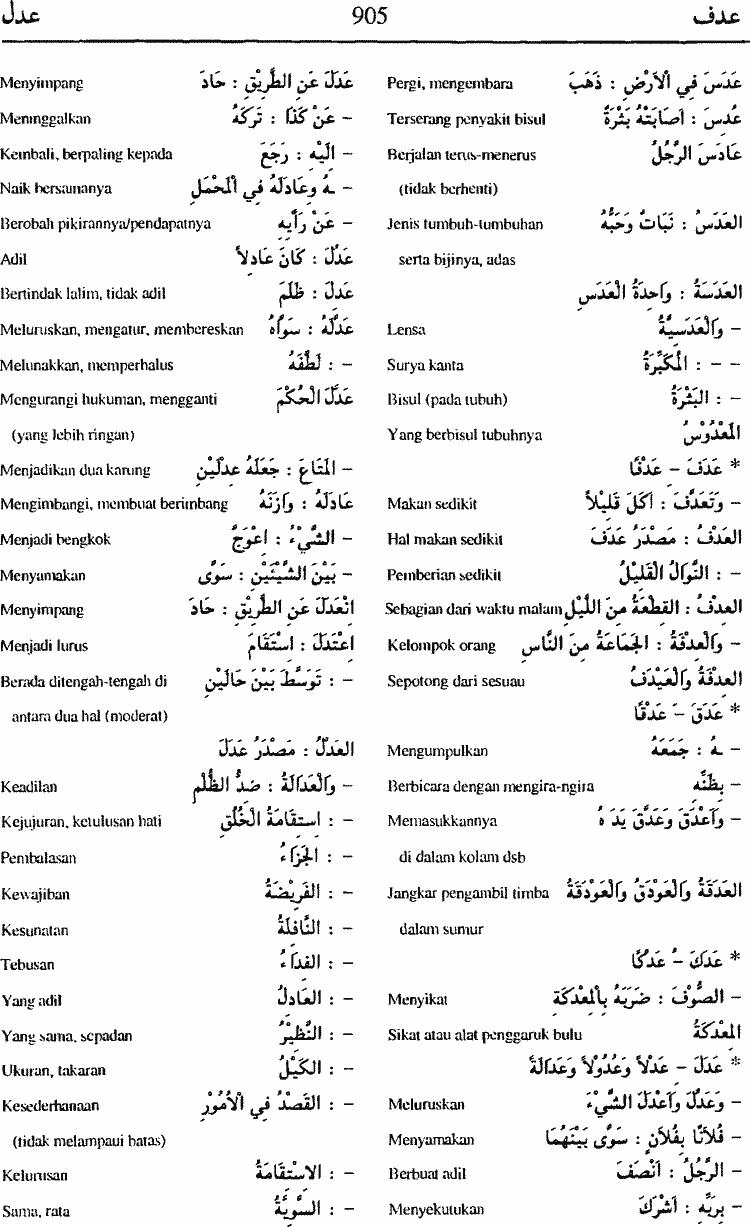 عدف 905 عدل
عَدَسَ فِي الْأَرْضِ : ذَهَبَ Pergi, mengembara
عُدِسَ : أَصَابَتْهُ بَثْرَةٌ Terserang penyakit bisul
عَادَسَ الرَّجُلُ Berjalan terus-menerus
(tidak berhenti)
العَدَسُ : نَبَاتٌ وَحَبُّهُ Jenis tumbuh-tumbuhan
serta bijinya, adas
العَدَسَةُ : وَاحِدَةُ الْعَدَسِ
– وَالْعَدَسِيَّةُ Lensa
– – : الْمُكَبِّرَةُ Surya kanta
– : الْبَثْرَةُ Bisul (pada tubuh)
المَعْدُوْسُ Yang berbisul tubuhnya
* عَدَفَ – عَدْفًا
– وَتَعَدَّفَ : أَكَلَ قَلِيْلاً Makan sedikit
العَدْفُ : مَصْدَرُ عَدَفَ Hal makan sedikit
– : النَّوَالُ الْقَلِيْلُ Pemberian sedikit
العِدْفُ : القِطْعَةُ مِنَ اللَّيْلِ Sebagian dari waktu malam
– وَالْعِدْفَةُ : الْجَمَاعَةُ مِنَ النَّاسِ Kelompok orang
العِدْفَةُ وَالْعَيْدَفُ Sepotong dari sesuau
* عَدَقَ – عَدْقًا
– ـهُ : جَمَعَهُ Mengumpulkan
– بِظَنِّه Berbicara dengan mengira-ngira
– وَأَعْدَقَ وَعَدَّقَ يَدَهُ Memasukkannya
di dalam kolam dsb
العَدَقَةُ وَالْعَوْدَقُ وَالْعَوْدَقَةُ Jangkar pengambil timba
dalam sumur
* عَدَكَ – ُ عَدْكًا
– الصُّوْفَ : ضَرَبَهُ بِالْمِعْدَكَةِ Menyikat
المِعْدَكَةُ Sikat atau alat penggaruk bulu
* عَدَلَ – عَدْلاً وَعُدُوْلاً وَعَدَالَةً
– وَعَدَّلَ وَأَعْدَلَ الشَّيْءَ Meluruskan
– فُلاَنًا بِفُلاَنٍ : سَوَّى بَيْنَهُمَا Menyamakan
– الرَّجُلُ : أَنْصَفَ Berbuat adil
– بِرَبِّه : أَشْرَكَ Menyekutukan
عَدَلَ عَنِ الطَّرِيْقِ : حَادَ Menyimpang
– عَنْ كَذَا : تَرَكَهُ Meninggalkan
– إِلَيْهِ : رَجَعَ Kembali, berpaling kepada
– ـهُ وعَادَلَهُ فِي الْمَحْمَلِ Naik bersamanya
– عَنْ رَأْيِه Berobah pikirannya/pendapatnya
عَدُلَ : كَانَ عَادِلاً Adil
عَدِلَ : ظَلَمَ Bertindak lalim, tidak adil
عَدَّلَهُ : سَوَّاهُ Meluruskan, mengatur, membereskan
– : لَطَّفَهُ Melunakkan, memperhalus
عَدَّلَ الْحُكْمَ Mengurangi hukuman, mengganti
(yang lebih ringan)
– المَتَاعَ : جَعَلَهُ عِدْلَيْنِ Menjadikan dua karung
عَادَلَهُ : وَازَنَهُ Mengimbangi, membuat berimbang
– الشَّيْءُ : اعْوَجَّ Menjadi bengkok
– بَيْنَ الشَّيْئَيْنِ : سَوَّى Menyamakan
انْعَدَلَ عَنِ الطَّرِيْقِ : حَادَ Menyimpang
اعْتَدَلَ : اسْتَقَامَ Menjadi lurus
– : تَوَسَّطَ بَيْنَ حَالَيْنِ Berada ditengah-tengah di
antara dua hal (moderat)
العَدْلُ : مَصْدَرُ عَدَلَ
– وَالْعَدَالَةُ : ضِدُّ الظُّلْمِ Keadilan
– : اسْتِقَامَةُ الْخُلُقِ Kejujuran, ketulusan hati
– : الْجَزَاءُ Pembalasan
– : الفَرِيْضَةُ Kewajiban
– : النَّافِلَةُ Kesunatan
– : الفِدَاءُ Tebusan
– : العَادِلُ Yang adil
– : النَّظِيْرُ Yang sama, sepadan
– : الكَيْلُ Ukuran, takaran
– : القَصْدُ فِي الْأُمُوْرِ Kesederhanaan
(tidak melampaui batas)
– : الاِسْتِقَامَةُ Kelurusan
– : السَّوِيَّةُ Sama, rata